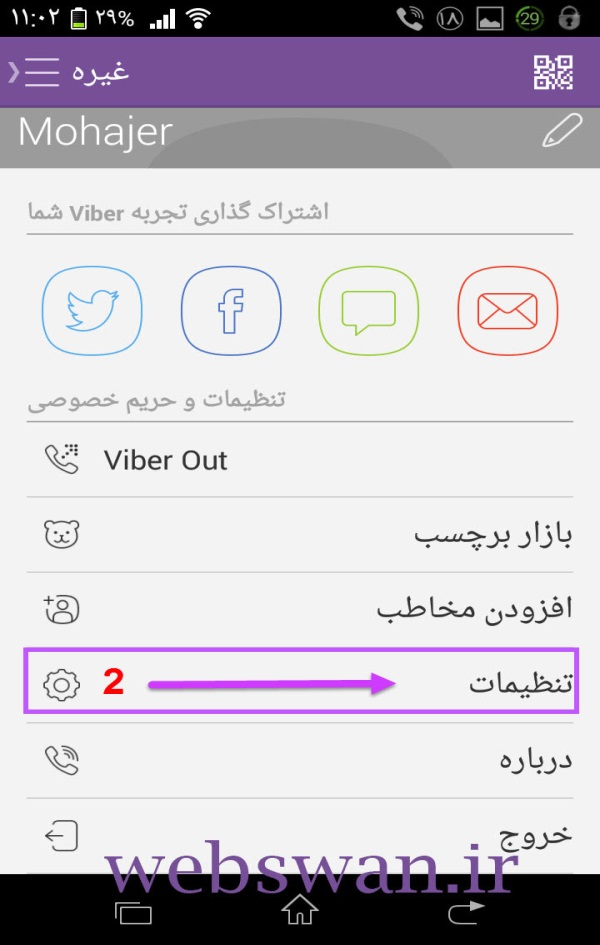 ۱۱:۰۲ ۲۹% ۱۸ 29
غیره
Mohajer
اشتراک گذاری تجربه Viber شما
تنظیمات و حریم خصوصی
Viber Out
بازار برچسب
افزودن مخاطب
2 تنظیمات
درباره
خروج
webswan.ir